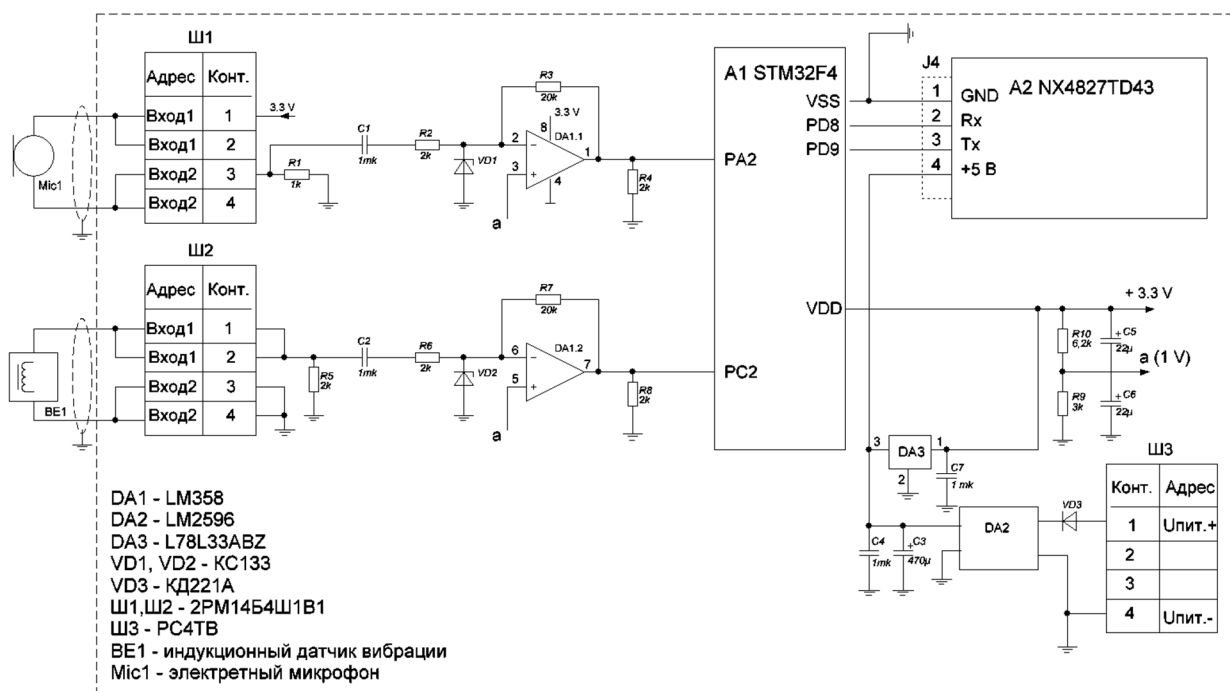 Ш1
Адрес Конт.
Вход1 1
Вход1 2
Вход2 3
Вход2 4
Mic1
3.3 V
R1
1k
C1
1mk
R2
2k
VD1
R3
20k
3.3 V
8
DA1.1
2
3
1
4
R4
2k
a
A1 STM32F4
VSS
PD8
PD9
PA2
VDD
PC2
J4
A2 NX4827TD43
1 GND
2 Rx
3 Tx
4 +5 В
Ш2
Адрес Конт.
Вход1 1
Вход1 2
Вход2 3
Вход2 4
BE1
R5
2k
C2
1mk
R6
2k
VD2
R7
20k
DA1.2
6
5
7
R8
2k
a
+ 3.3 V
R10
6,2k
+C5
22µ
a (1 V)
R9
3k
+C6
22µ
3 DA3 1
2
C7
1 mk
C4
1mk
+C3
470µ
DA2
VD3
Ш3
Конт. Адрес
1 Uпит.+
2
3
4 Uпит.-
DA1 - LM358
DA2 - LM2596
DA3 - L78L33ABZ
VD1, VD2 - КС133
VD3 - КД221А
Ш1,Ш2 - 2РМ14Б4Ш1В1
Ш3 - РС4ТВ
BE1 - индукционный датчик вибрации
Mic1 - электретный микрофон